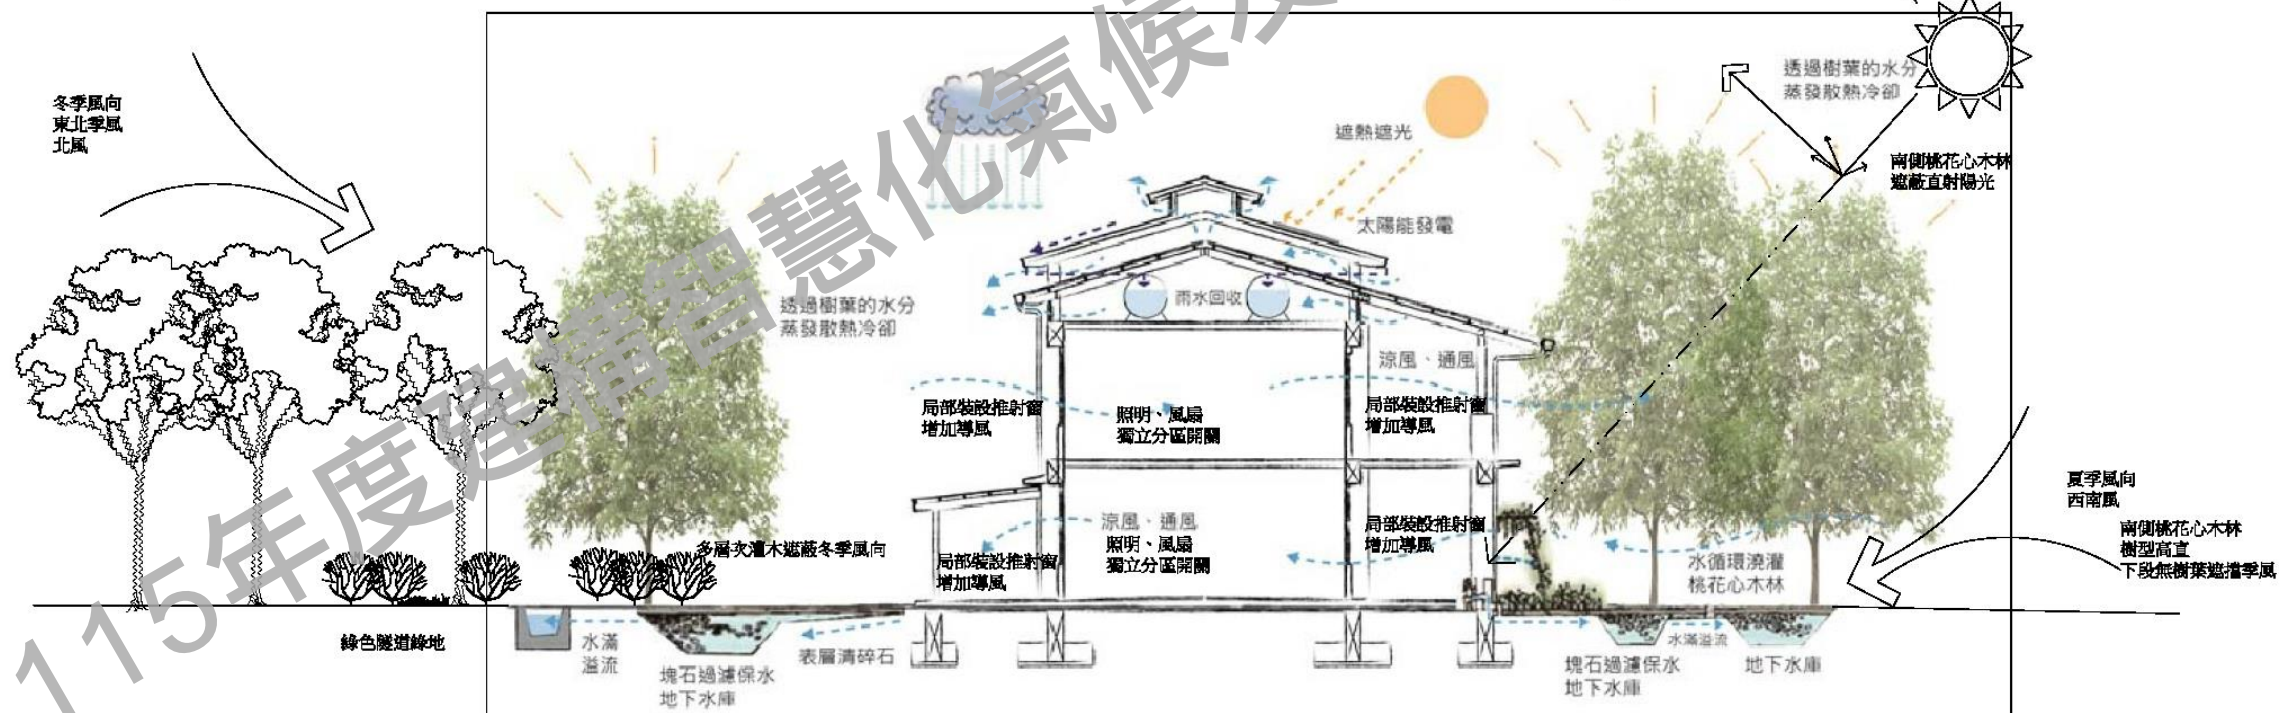 115年度建構智慧化氣候友
冬季風向
東北季風
北風
透過樹葉的水分
蒸發散熱冷卻
遮熱遮光
太陽能發電
南側桃花心木林
遮蔽直射陽光
透過樹葉的水分
蒸發散熱冷卻
雨水回收
涼風、通風
局部裝設推射窗
增加導風
照明、風扇
獨立分區開關
局部裝設推射窗
增加導風
夏季風向
西南風
南側桃花心木林
樹型高直
下段無樹葉遮擋季風
多層次灌木遮蔽冬季風向
局部裝設推射窗
增加導風
涼風、通風
照明、風扇
獨立分區開關
局部裝設推射窗
增加導風
水循環澆灌
桃花心木林
綠色隧道綠地
水滿
溢流
塊石過濾保水
地下水庫
表層清碎石
塊石過濾保水
地下水庫
水滿溢流
地下水庫